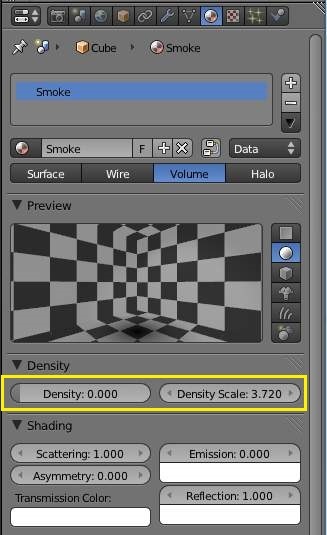 Cube Smoke
Smoke
Smoke F Data
Surface Wire Volume Halo
Preview
Density
Density: 0.000 Density Scale: 3.720
Shading
Scattering: 1.000 Emission: 0.000
Asymmetry: 0.000
Reflection: 1.000
Transmission Color: